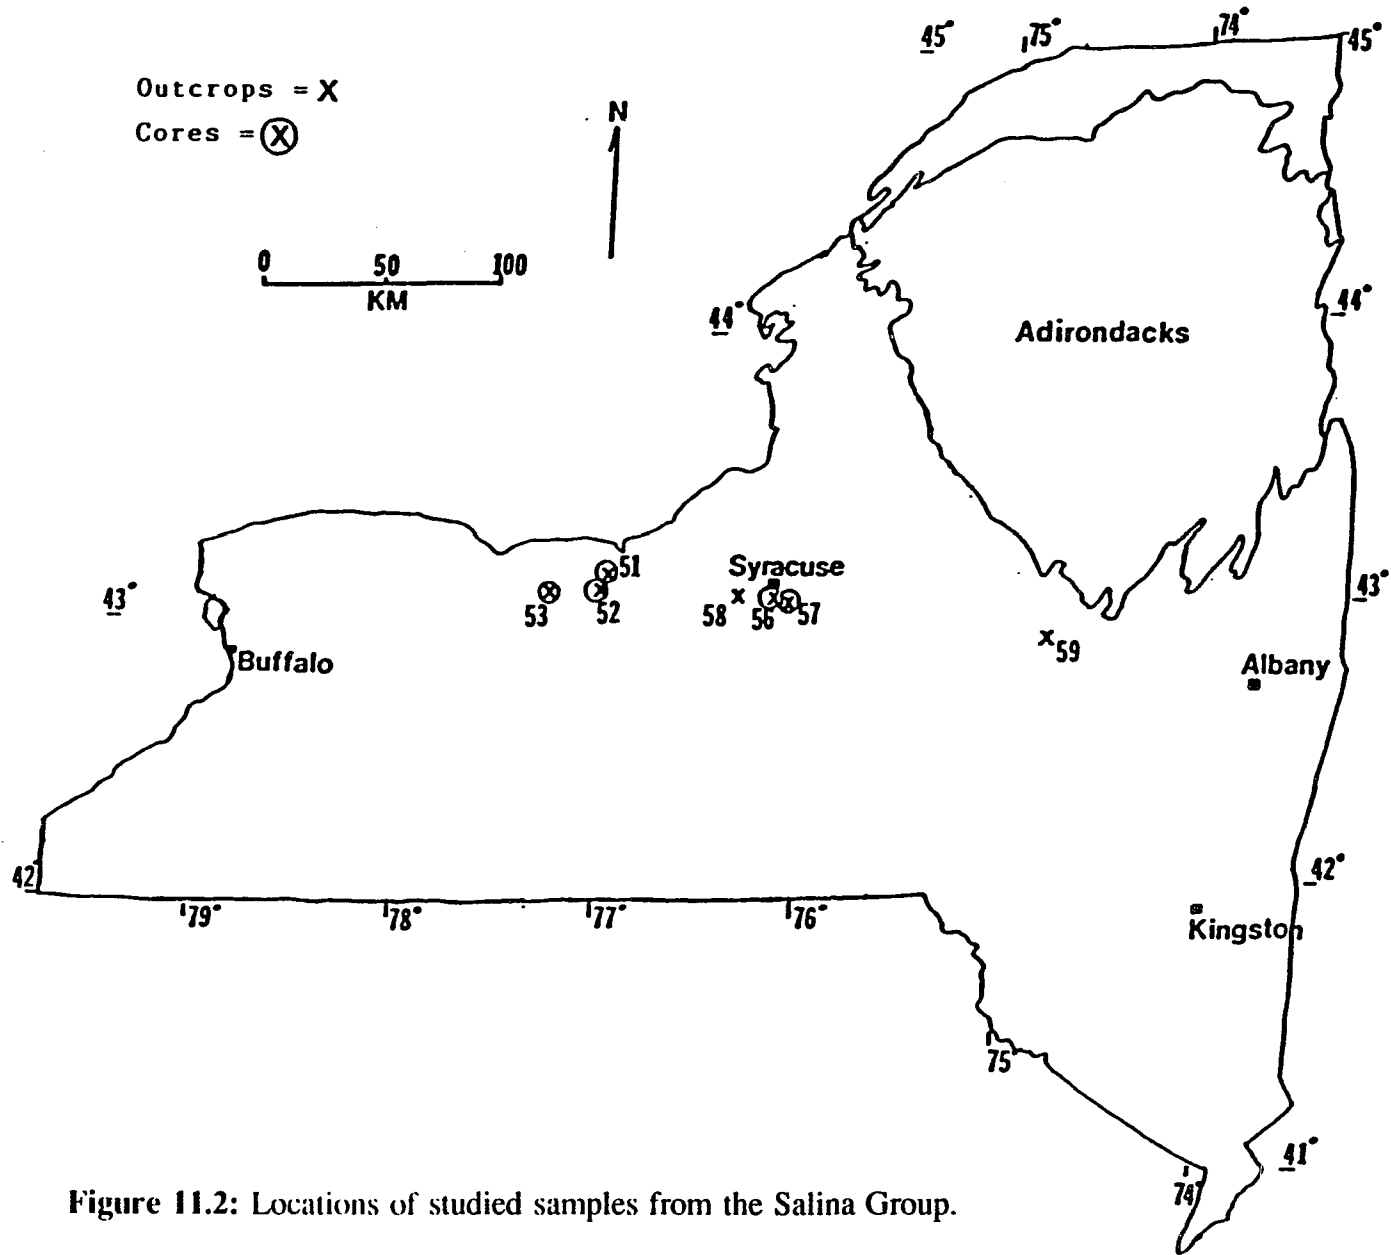 45° 75° 74° 45°
Outcrops = X
Cores = Ⓧ
N
0 50 100
KM
44° 44°
Adirondacks
51
Syracuse
43° 53 52 58 56 57 43°
59
Buffalo
Albany
42 42°
79° 78° 77° 76°
Kingston
75
41°
74°
Figure 11.2: Locations of studied samples from the Salina Group.